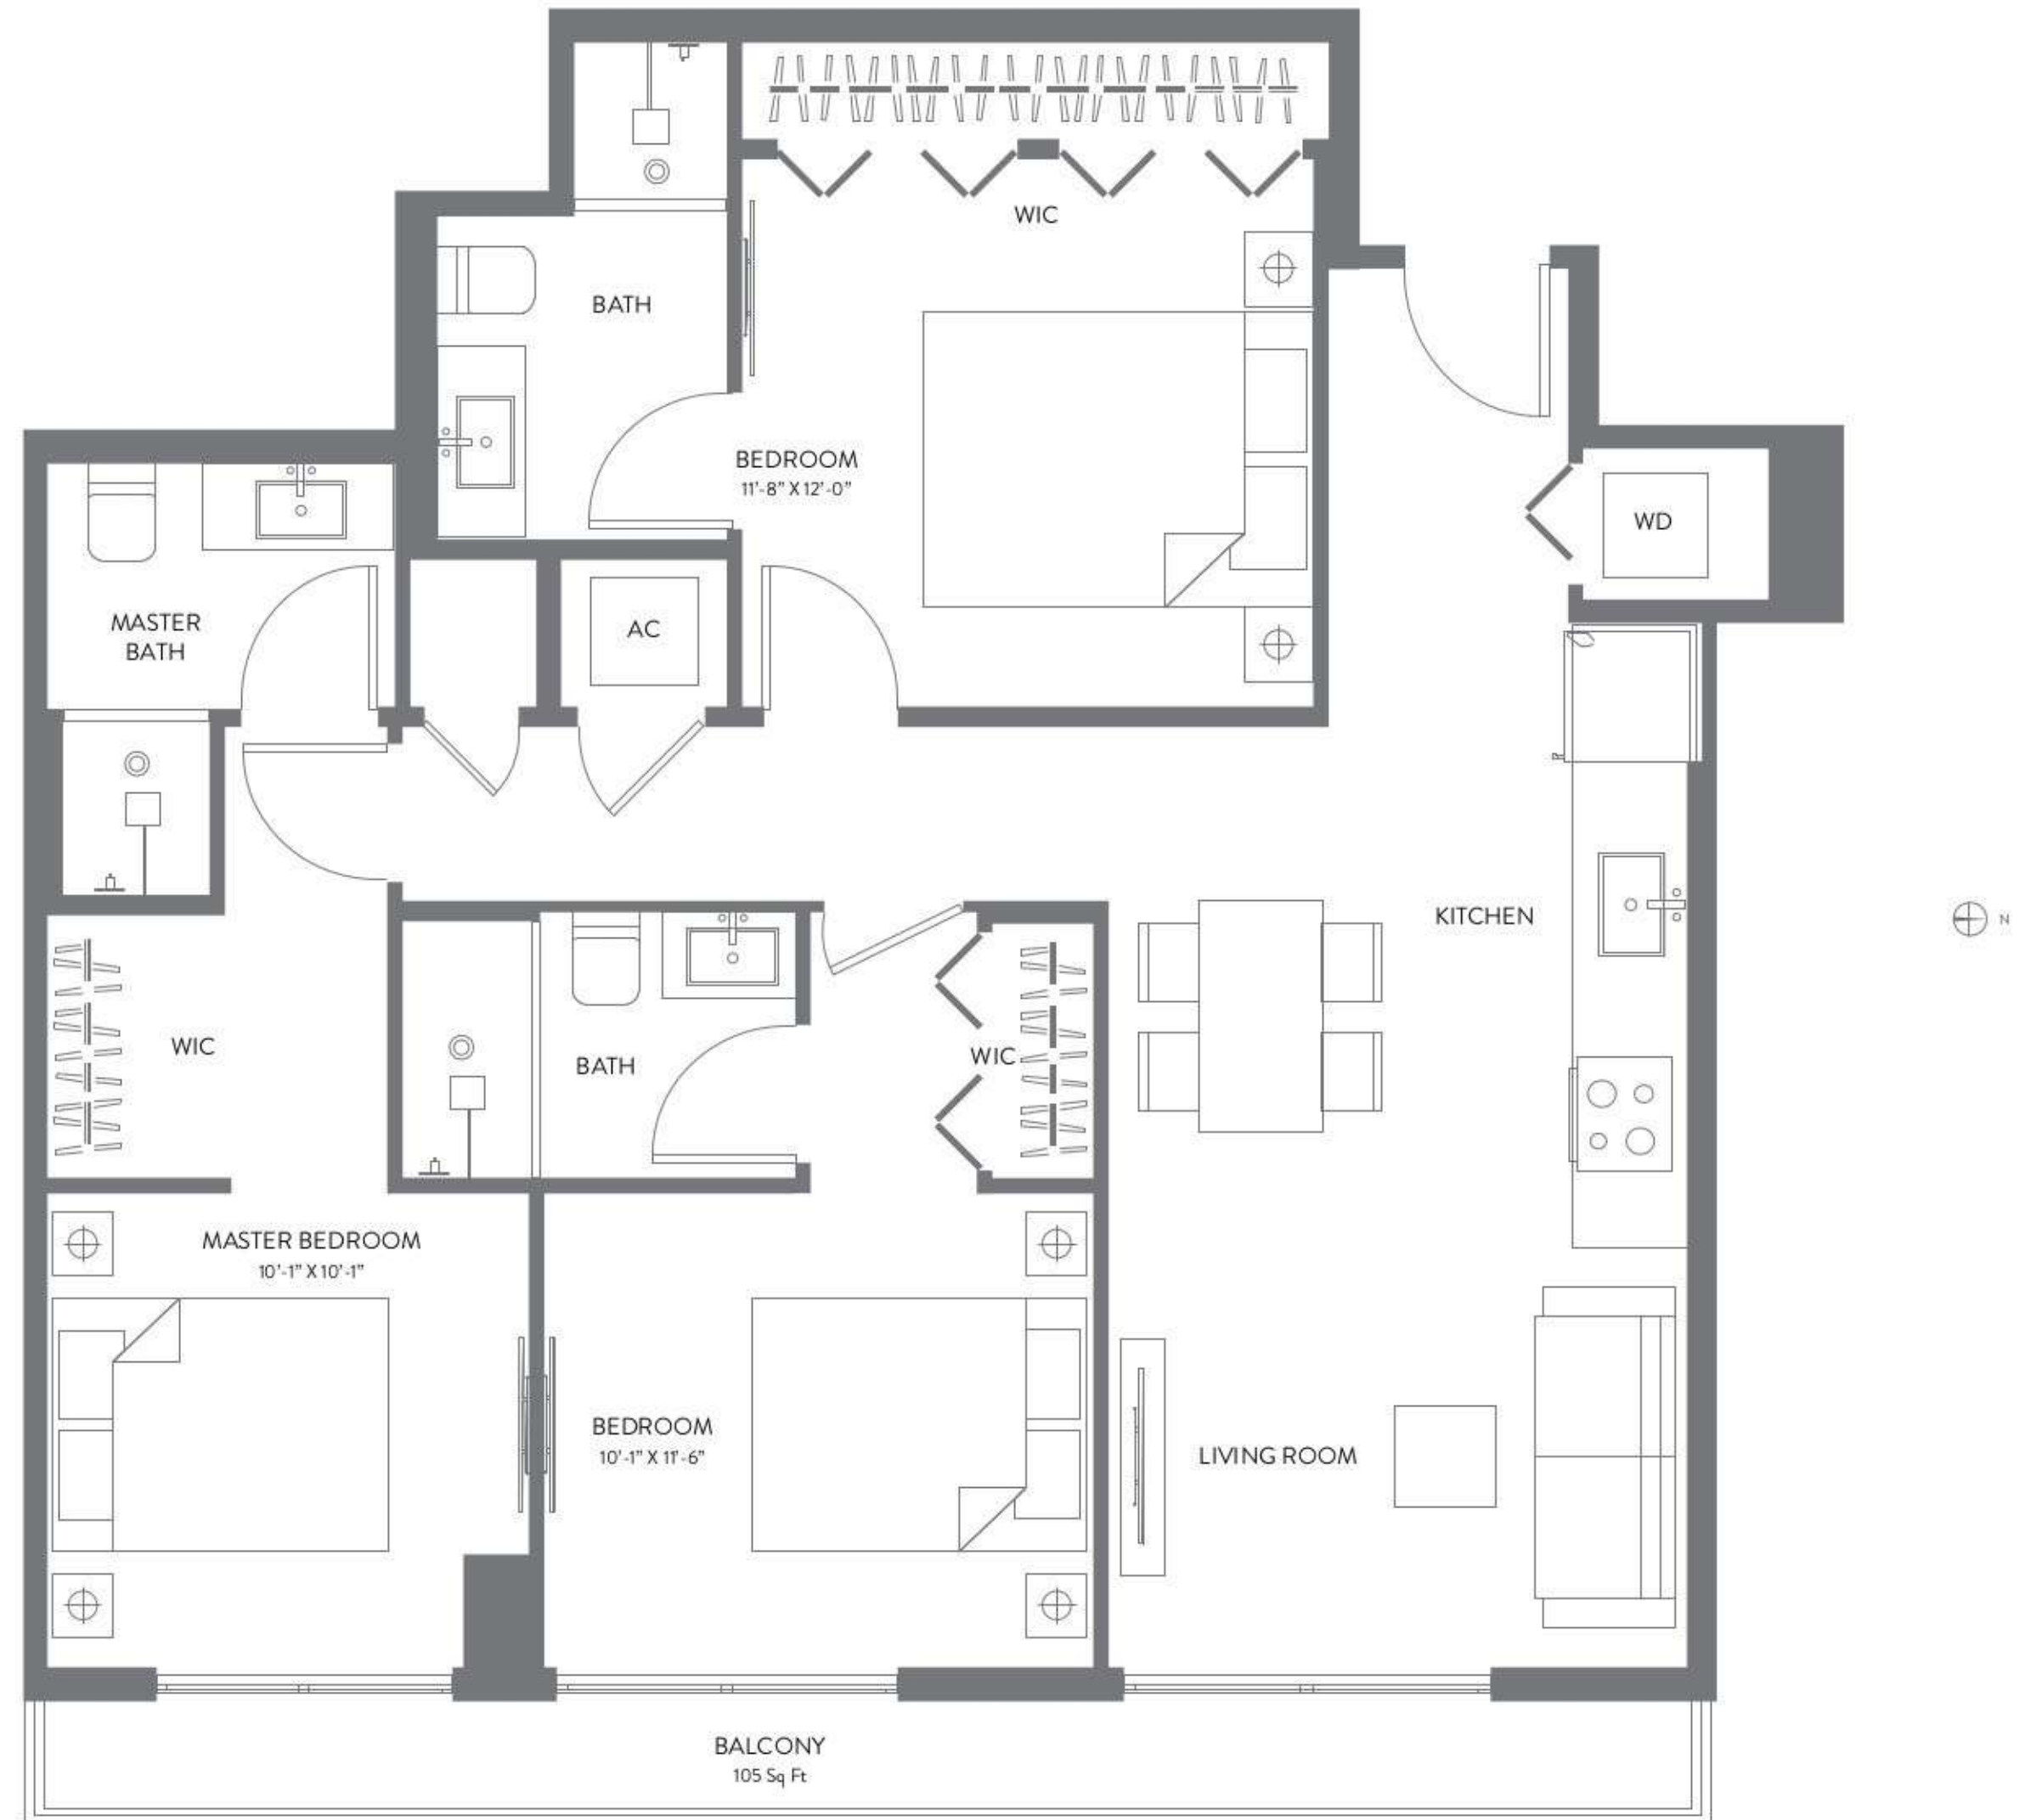 WIC
BATH
BEDROOM
11'-8" X 12'-0"
WD
MASTER
BATH
AC
KITCHEN
N
WIC
BATH
WIC
MASTER BEDROOM
10'-1" X 10'-1"
BEDROOM
10'-1" X 11'-6"
LIVING ROOM
BALCONY
105 Sq Ft